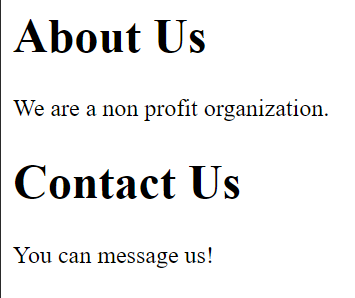 About Us
We are a non profit organization.
Contact Us
You can message us!